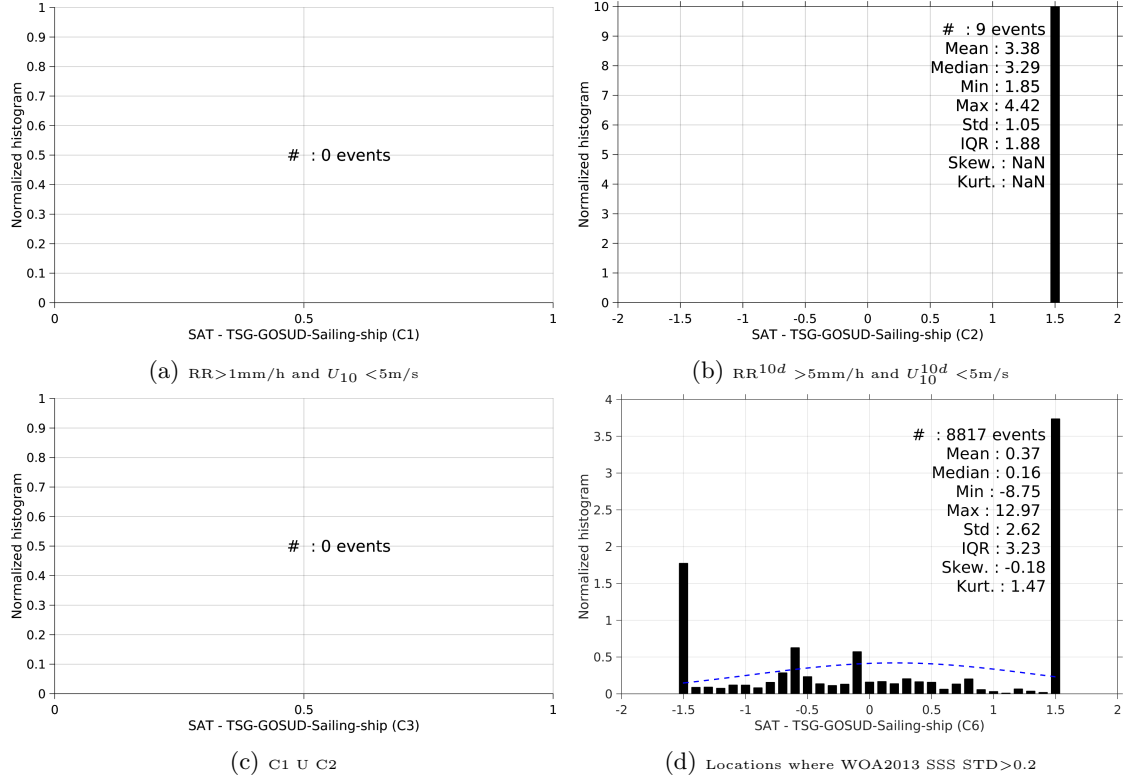 1
0.9
0.8
0.7
0.6
0.5
0.4
0.3
0.2
0.1
0
Normalized histogram
# : 0 events
0 0.5 1
SAT - TSG-GOSUD-Sailing-ship (C1)
(a) RR>1mm/h and U10 <5m/s
10
9
8
7
6
5
4
3
2
1
0
Normalized histogram
# : 9 events
Mean : 3.38
Median : 3.29
Min : 1.85
Max : 4.42
Std : 1.05
IQR : 1.88
Skew. : NaN
Kurt. : NaN
-2 -1.5 -1 -0.5 0 0.5 1 1.5 2
SAT - TSG-GOSUD-Sailing-ship (C2)
(b) RR10d >5mm/h and U10d10 <5m/s
1
0.9
0.8
0.7
0.6
0.5
0.4
0.3
0.2
0.1
0
Normalized histogram
# : 0 events
0 0.5 1
SAT - TSG-GOSUD-Sailing-ship (C3)
(c) C1 U C2
4
3.5
3
2.5
2
1.5
1
0.5
0
Normalized histogram
# : 8817 events
Mean : 0.37
Median : 0.16
Min : -8.75
Max : 12.97
Std : 2.62
IQR : 3.23
Skew. : -0.18
Kurt. : 1.47
-2 -1.5 -1 -0.5 0 0.5 1 1.5 2
SAT - TSG-GOSUD-Sailing-ship (C6)
(d) Locations where WOA2013 SSS STD>0.2